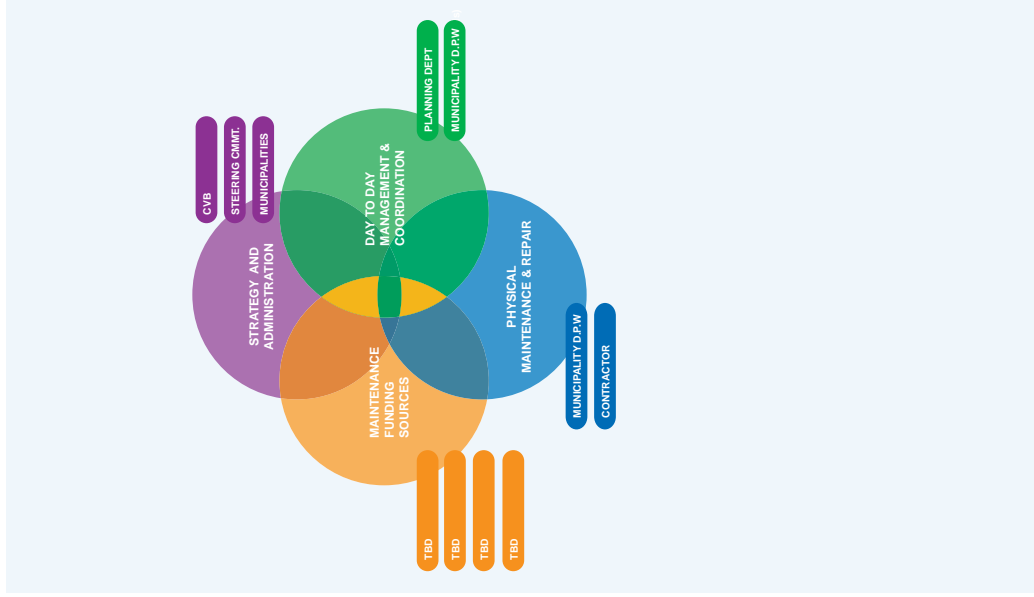 CVB
STEERING CMMT.
MUNICIPALITIES
STRATEGY AND
ADMINISTRATION
DAY TO DAY
MANAGEMENT &
COORDINATION
PLANNING DEPT
MUNICIPALITY D.P.W
MAINTENANCE
FUNDING
SOURCES
TBD
TBD
TBD
TBD
PHYSICAL
MAINTENANCE & REPAIR
MUNICIPALITY D.P.W
CONTRACTOR